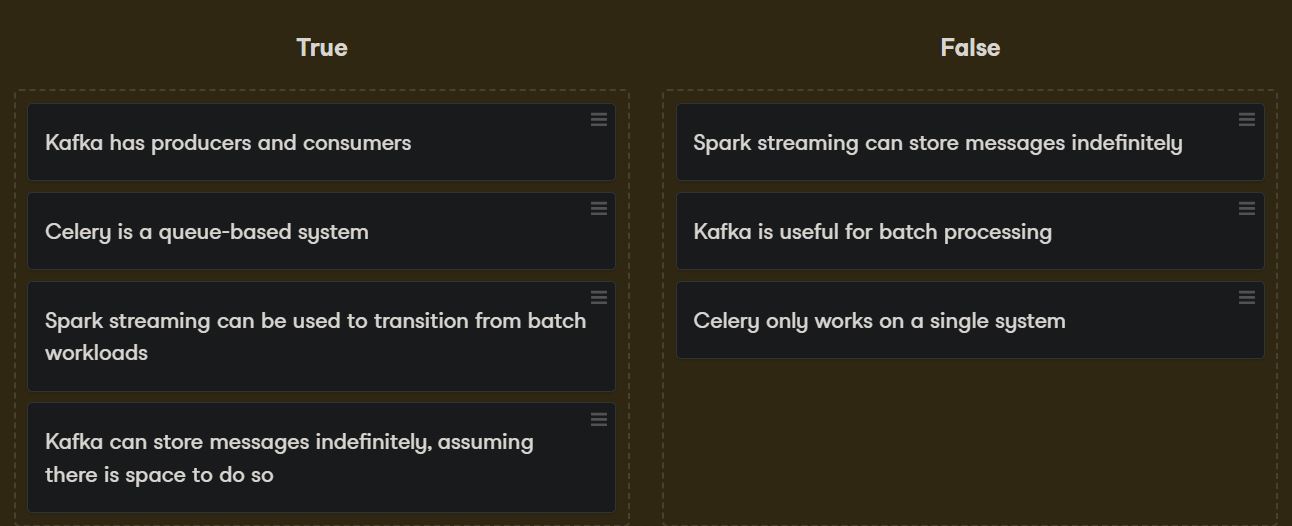 True
Kafka has producers and consumers
Celery is a queue-based system
Spark streaming can be used to transition from batch
workloads
Kafka can store messages indefinitely, assuming
there is space to do so
False
Spark streaming can store messages indefinitely
Kafka is useful for batch processing
Celery only works on a single system